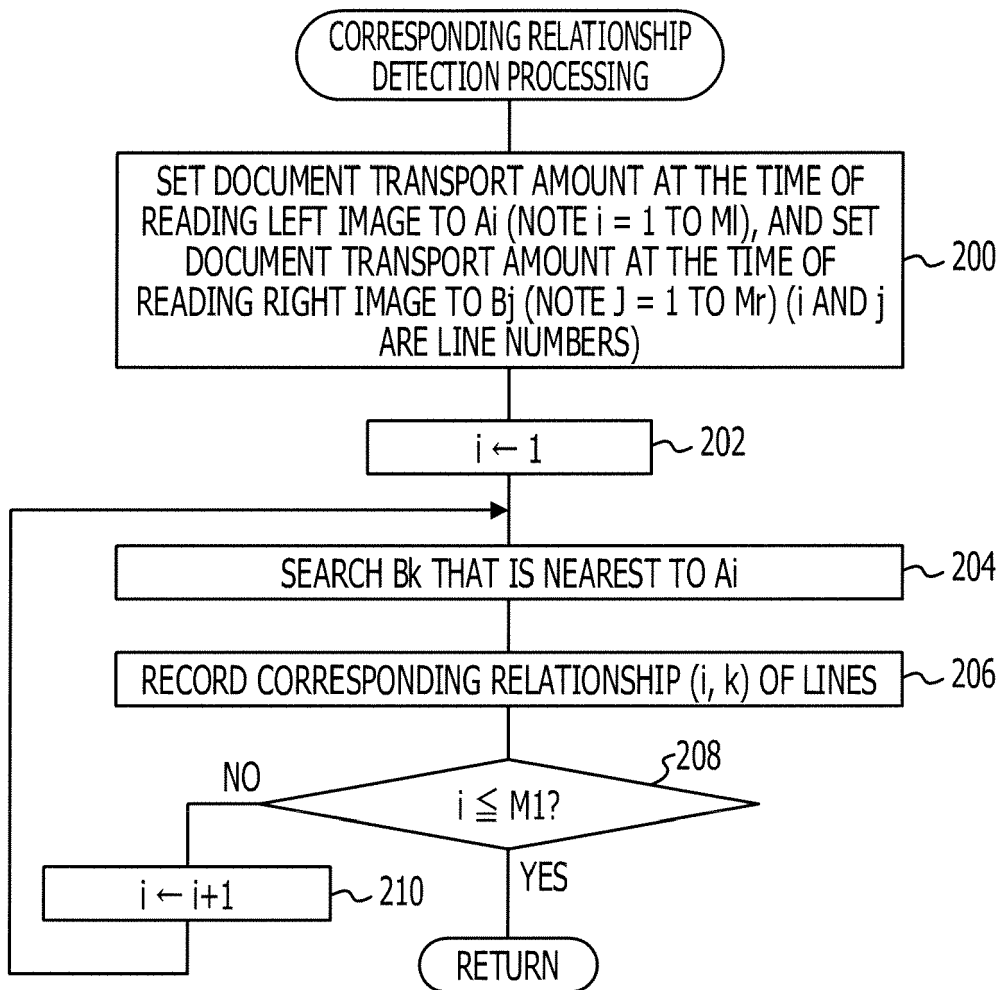 CORRESPONDING RELATIONSHIP
DETECTION PROCESSING
SET DOCUMENT TRANSPORT AMOUNT AT THE TIME OF
READING LEFT IMAGE TO Ai (NOTE i = 1 TO Ml), AND SET
DOCUMENT TRANSPORT AMOUNT AT THE TIME OF
READING RIGHT IMAGE TO Bj (NOTE J = 1 TO Mr) (i AND j
ARE LINE NUMBERS)
200
i ← 1
202
SEARCH Bk THAT IS NEAREST TO Ai
204
RECORD CORRESPONDING RELATIONSHIP (i, k) OF LINES
206
208
NO
i ≦ M1?
YES
i ← i+1
210
RETURN